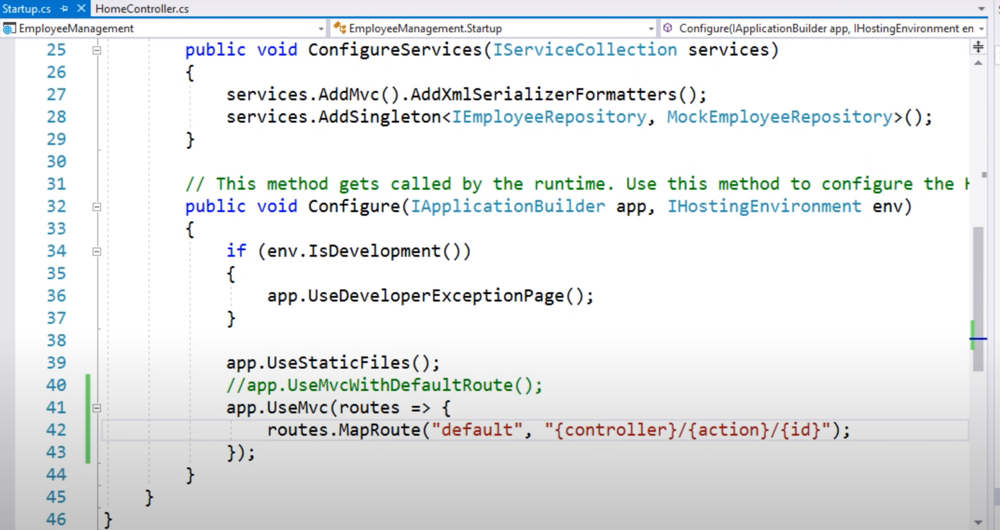 Startup.cs HomeController.cs
EmployeeManagement EmployeeManagement.Startup Configure(IApplicationBuilder app, IHostingEnvironment en
25 public void ConfigureServices(IServiceCollection services)
26 {
27 services.AddMvc().AddXmlSerializerFormatters();
28 services.AddSingleton<IEmployeeRepository, MockEmployeeRepository>();
29 }
30
31 // This method gets called by the runtime. Use this method to configure the
32 public void Configure(IApplicationBuilder app, IHostingEnvironment env)
33 {
34 if (env.IsDevelopment())
35 {
36 app.UseDeveloperExceptionPage();
37 }
38
39 app.UseStaticFiles();
40 //app.UseMvcWithDefaultRoute();
41 app.UseMvc(routes => {
42 routes.MapRoute("default", "{controller}/{action}/{id}");
43 });
44 }
45 }
46 }